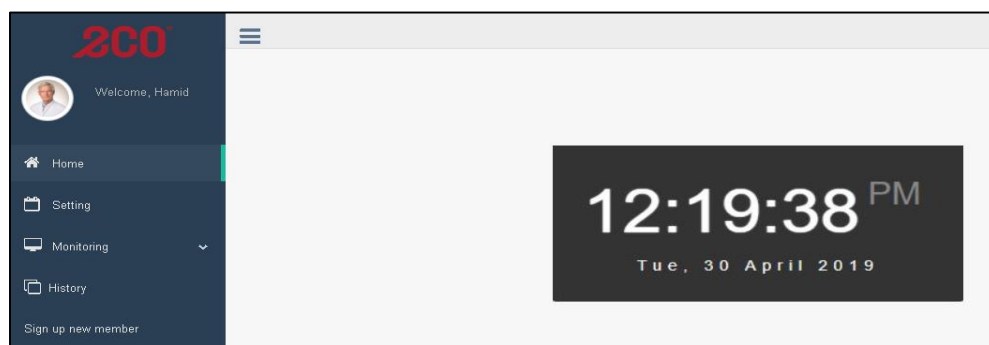 2CO
Welcome, Hamid
Home
Setting
Monitoring
History
Sign up new member
12:19:38 PM
Tue, 30 April 2019